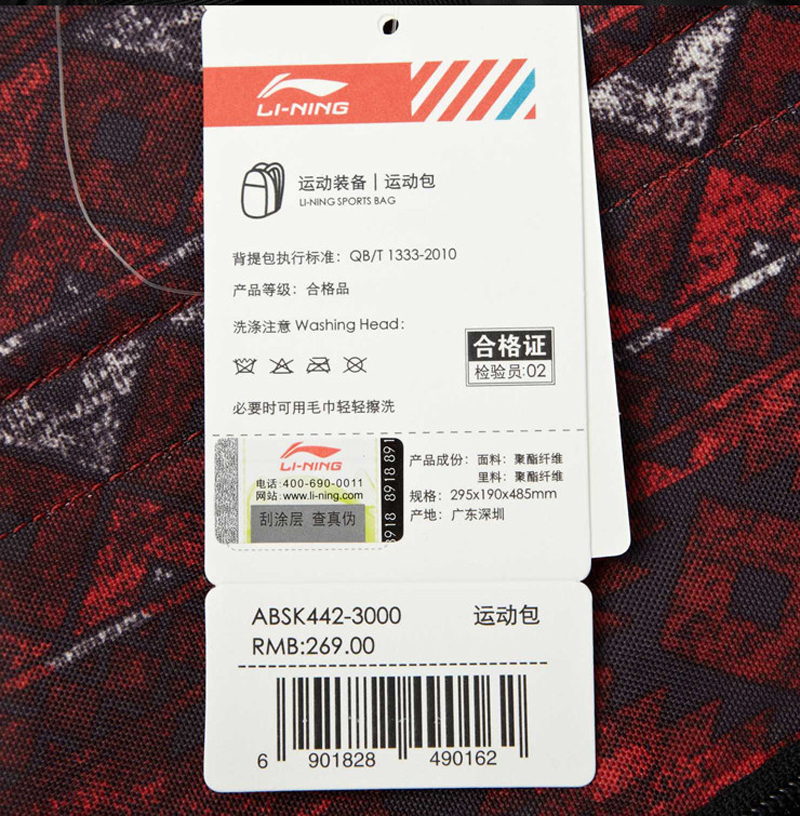 LI-NING
运动装备 | 运动包
LI-NING SPORTS BAG
背提包执行标准：QB/T 1333-2010
产品等级：合格品
洗涤注意 Washing Head:
合格证
检验员:02
必要时可用毛巾轻轻擦洗
LI-NING
电话:400-690-0011
网站:www.li-ning.com
刮涂层 查真伪
8918 8918 891
产品成份：面料：聚酯纤维
里料：聚酯纤维
规格：295x190x485mm
产地：广东深圳
ABSK442-3000 运动包
RMB:269.00
6 901828 490162